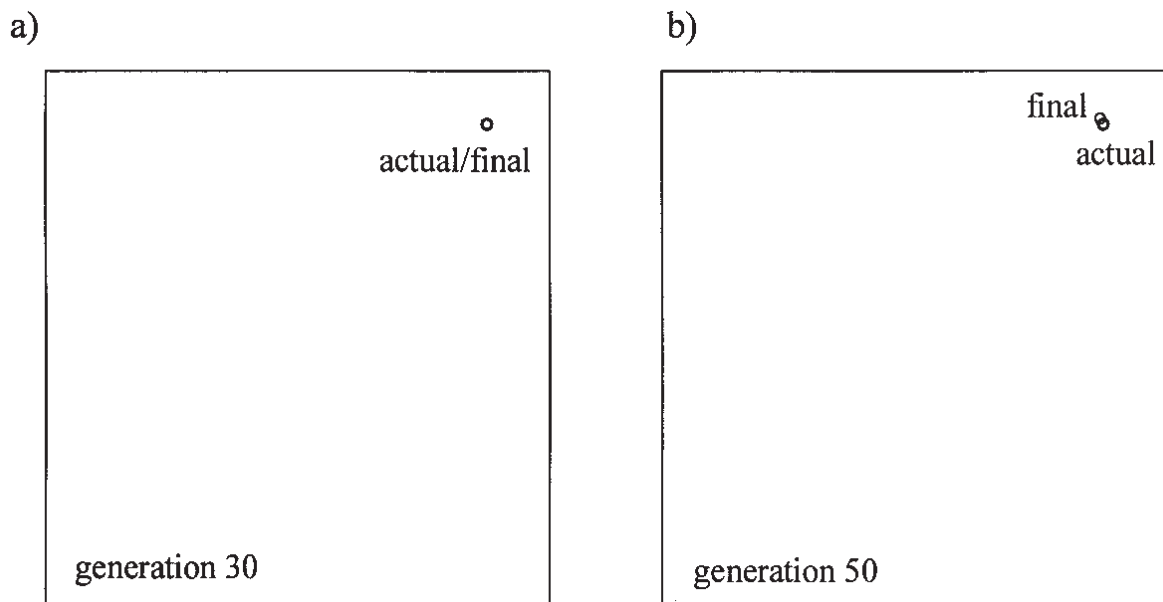 a)
actual/final
generation 30
b)
final
actual
generation 50